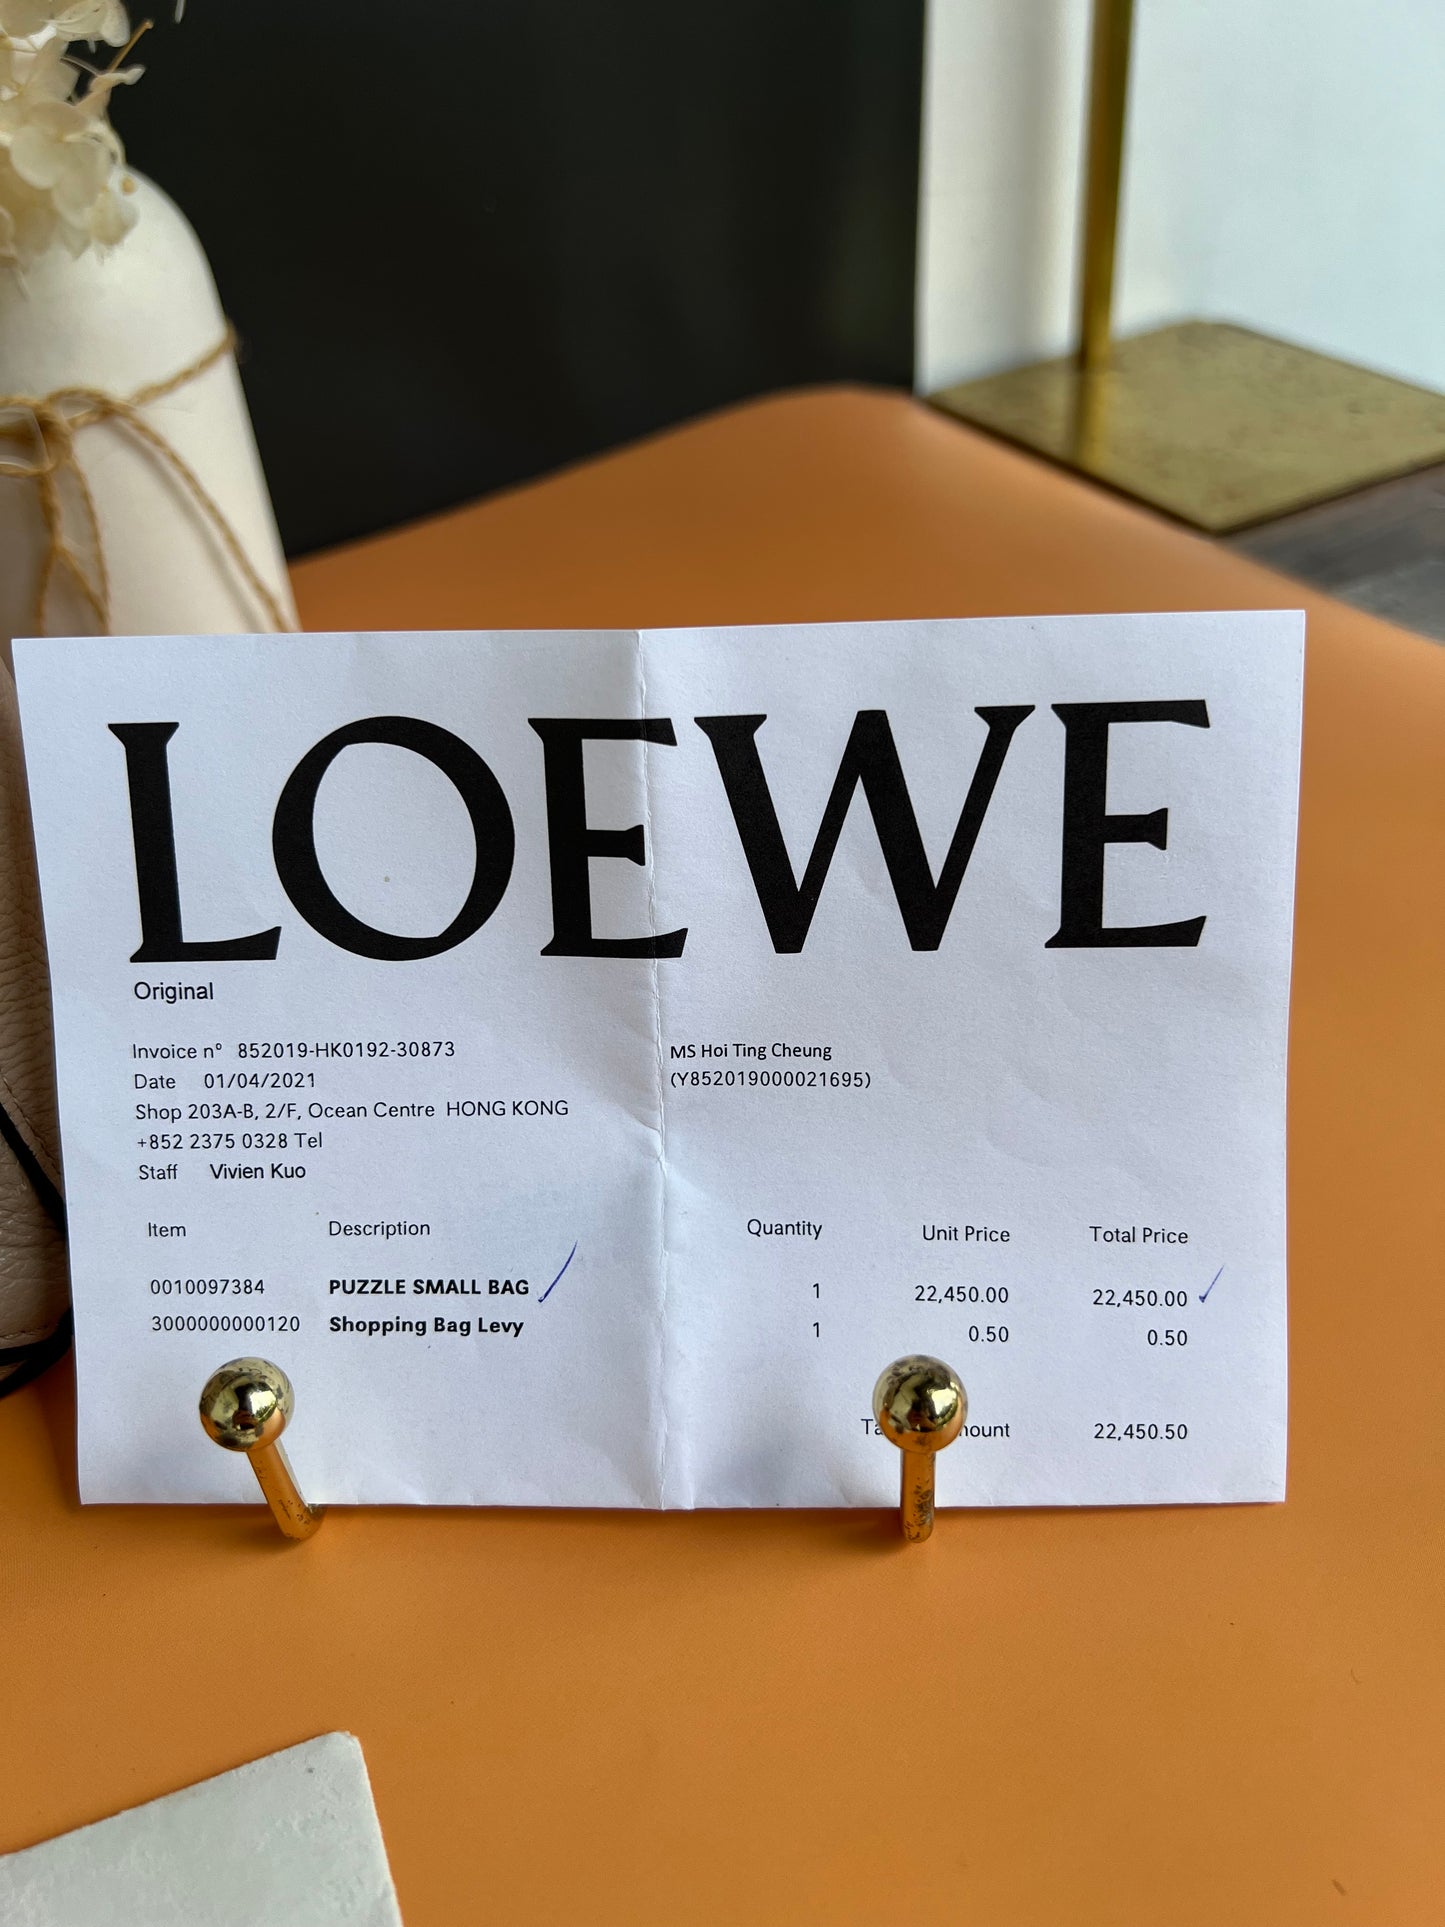 LOEWE
Original
Invoice nº 852019-HK0192-30873
Date 01/04/2021
Shop 203A-B, 2/F, Ocean Centre HONG KONG
+852 2375 0328 Tel
Staff Vivien Kuo
MS Hoi Ting Cheung
(Y852019000021695)
Item Description Quantity Unit Price Total Price
0010097384 PUZZLE SMALL BAG 1 22,450.00 22,450.00
3000000000120 Shopping Bag Levy 1 0.50 0.50
22,450.50